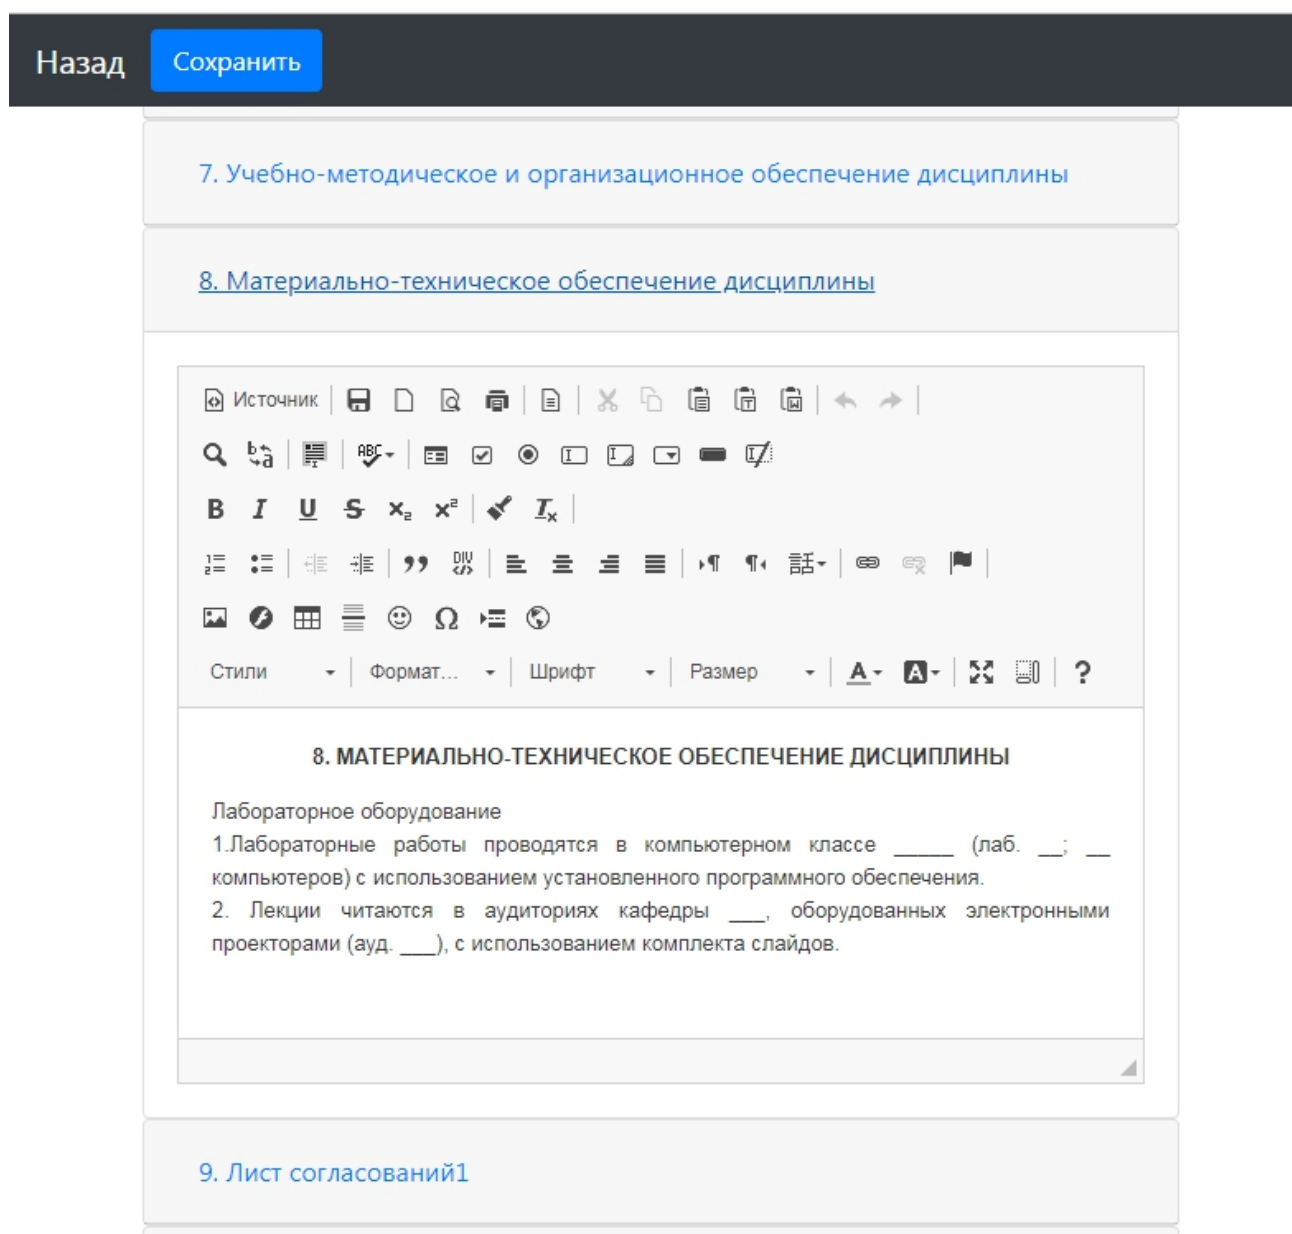 Назад Сохранить
7. Учебно-методическое и организационное обеспечение дисциплины
8. Материально-техническое обеспечение дисциплины
Источник
Стили Формат... Шрифт Размер
8. МАТЕРИАЛЬНО-ТЕХНИЧЕСКОЕ ОБЕСПЕЧЕНИЕ ДИСЦИПЛИНЫ
Лабораторное оборудование
1.Лабораторные работы проводятся в компьютерном классе _____ (лаб. __; __
компьютеров) с использованием установленного программного обеспечения.
2. Лекции читаются в аудиториях кафедры ___, оборудованных электронными
проекторами (ауд. ___), с использованием комплекта слайдов.
9. Лист согласований1